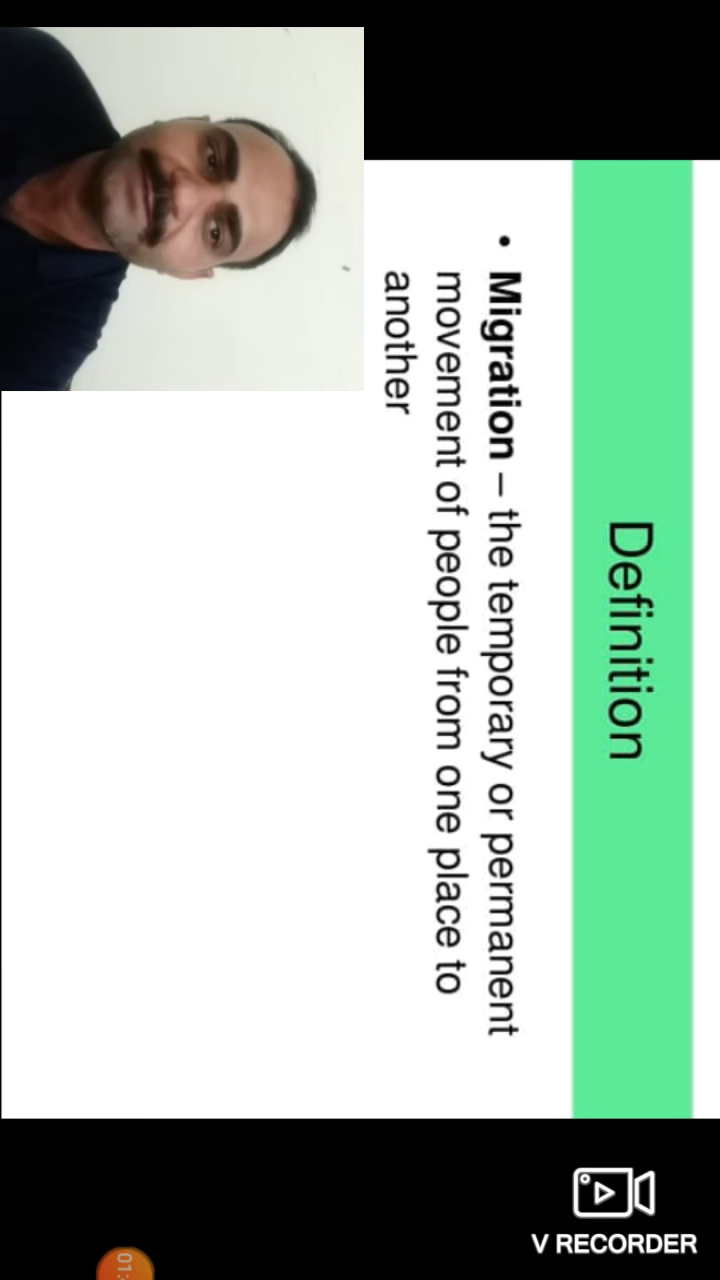 Definition
• Migration – the temporary or permanent
movement of people from one place to
another
V RECORDER